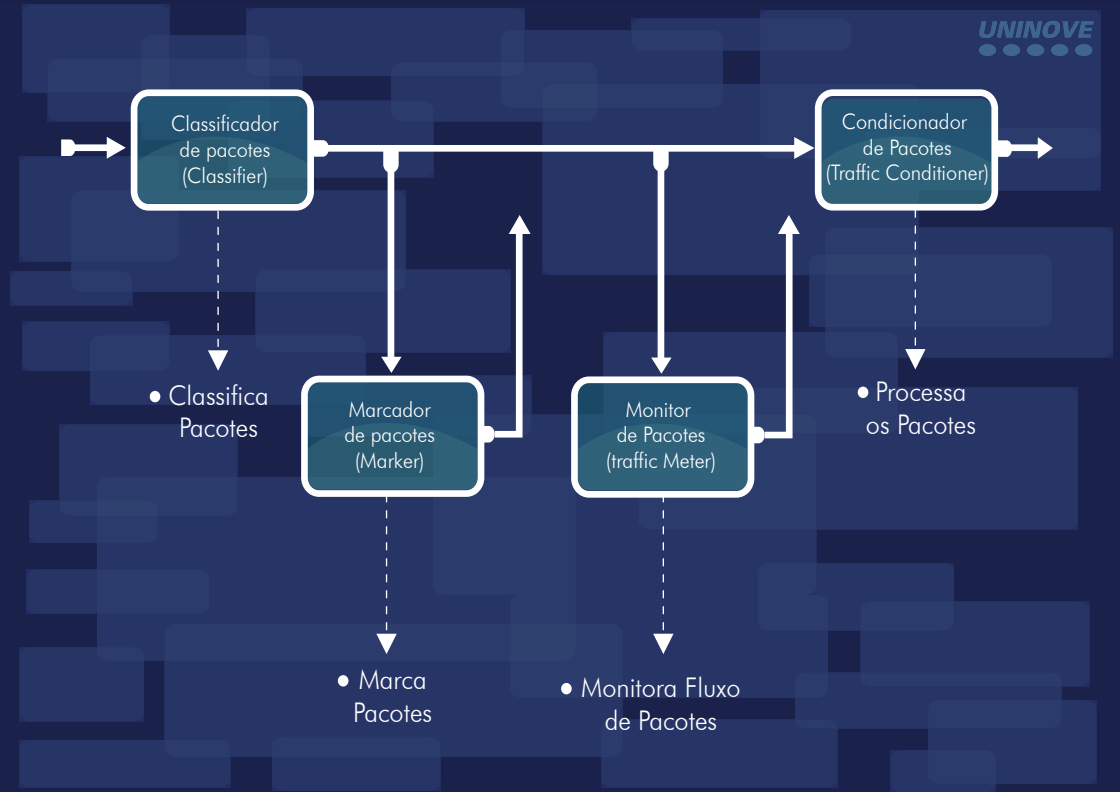 UNINOVE
Classificador
de pacotes
(Classifier)
Condicionador
de Pacotes
(Traffic Conditioner)
• Classifica
Pacotes
Marcador
de pacotes
(Marker)
Monitor
de Pacotes
(traffic Meter)
• Processa
os Pacotes
• Marca
Pacotes
• Monitora Fluxo
de Pacotes